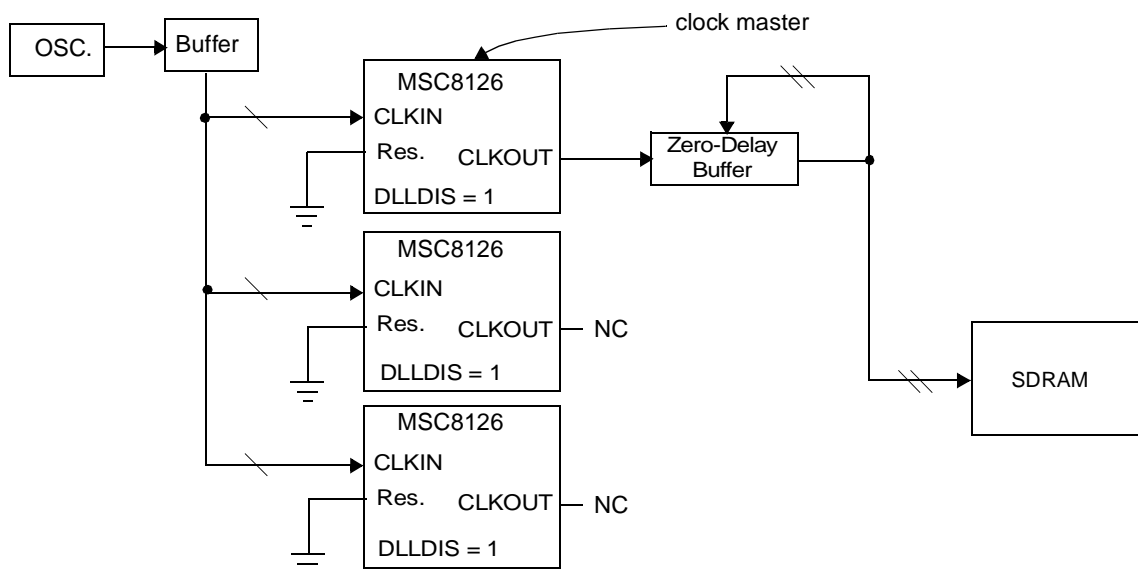 clock master
OSC.
Buffer
MSC8126
CLKIN
Res.
CLKOUT
DLLDIS = 1
Zero-Delay
Buffer
MSC8126
CLKIN
Res.
CLKOUT
NC
DLLDIS = 1
SDRAM
MSC8126
CLKIN
Res.
CLKOUT
NC
DLLDIS = 1